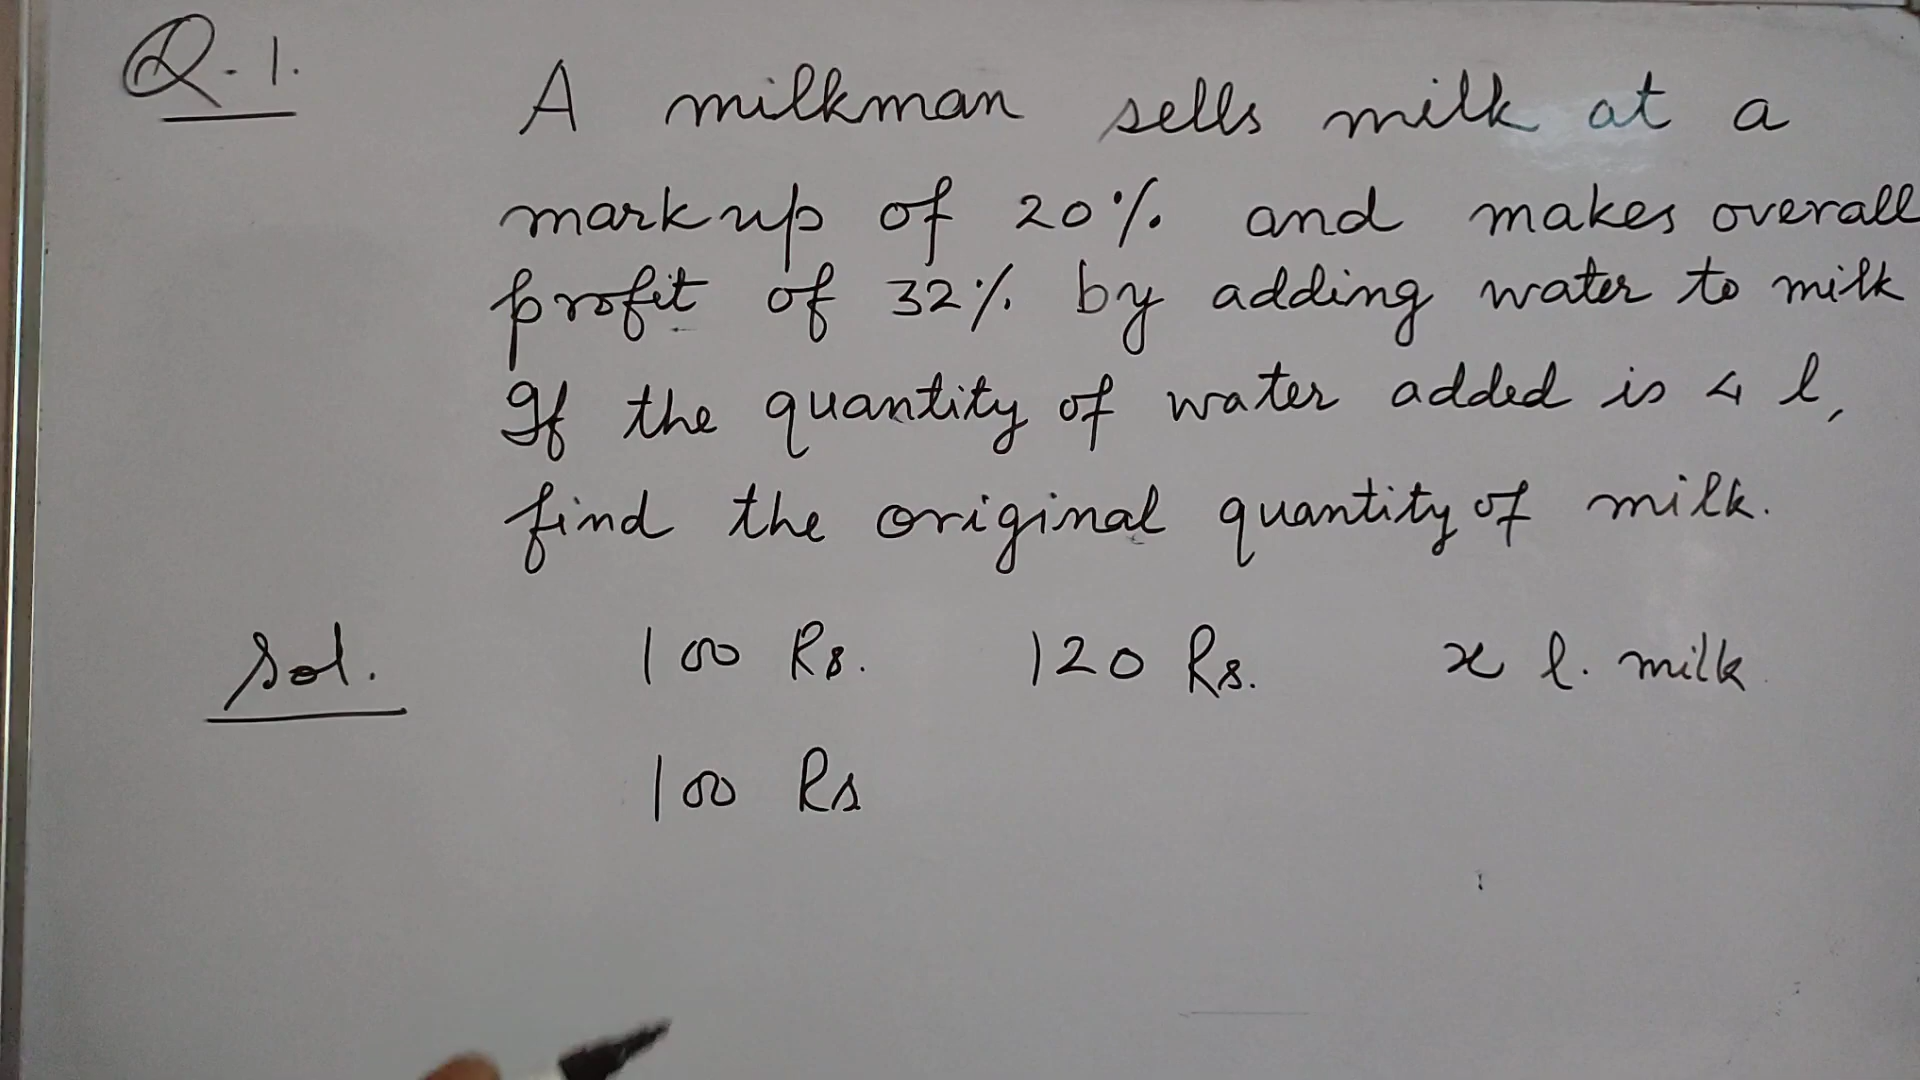 Q.1. A milkman sells milk at a
markup of 20% and makes overall
profit of 32% by adding water to milk
If the quantity of water added is 4 l,
find the original quantity of milk.
Sol. 100 Rs. 120 Rs. x l. milk
100 Rs